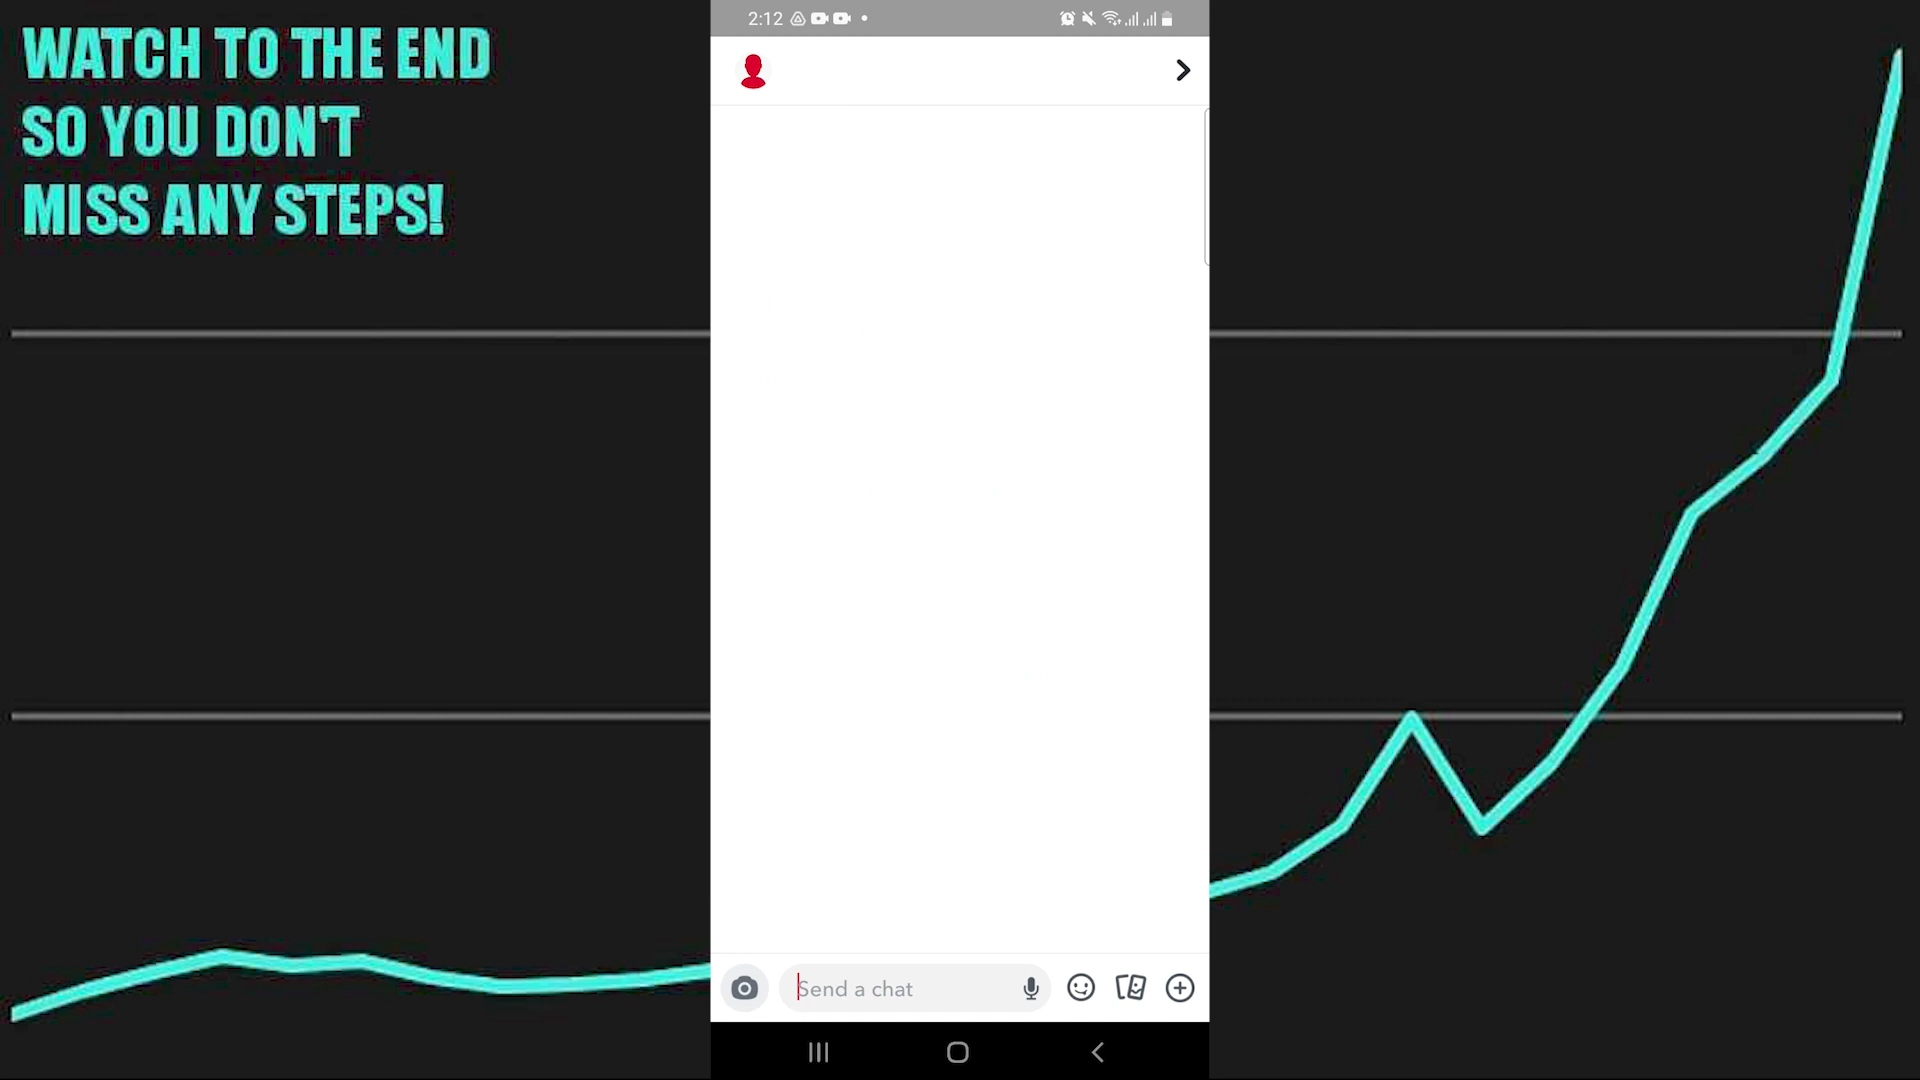 WATCH TO THE END
SO YOU DON'T
MISS ANY STEPS!
2:12
Send a chat